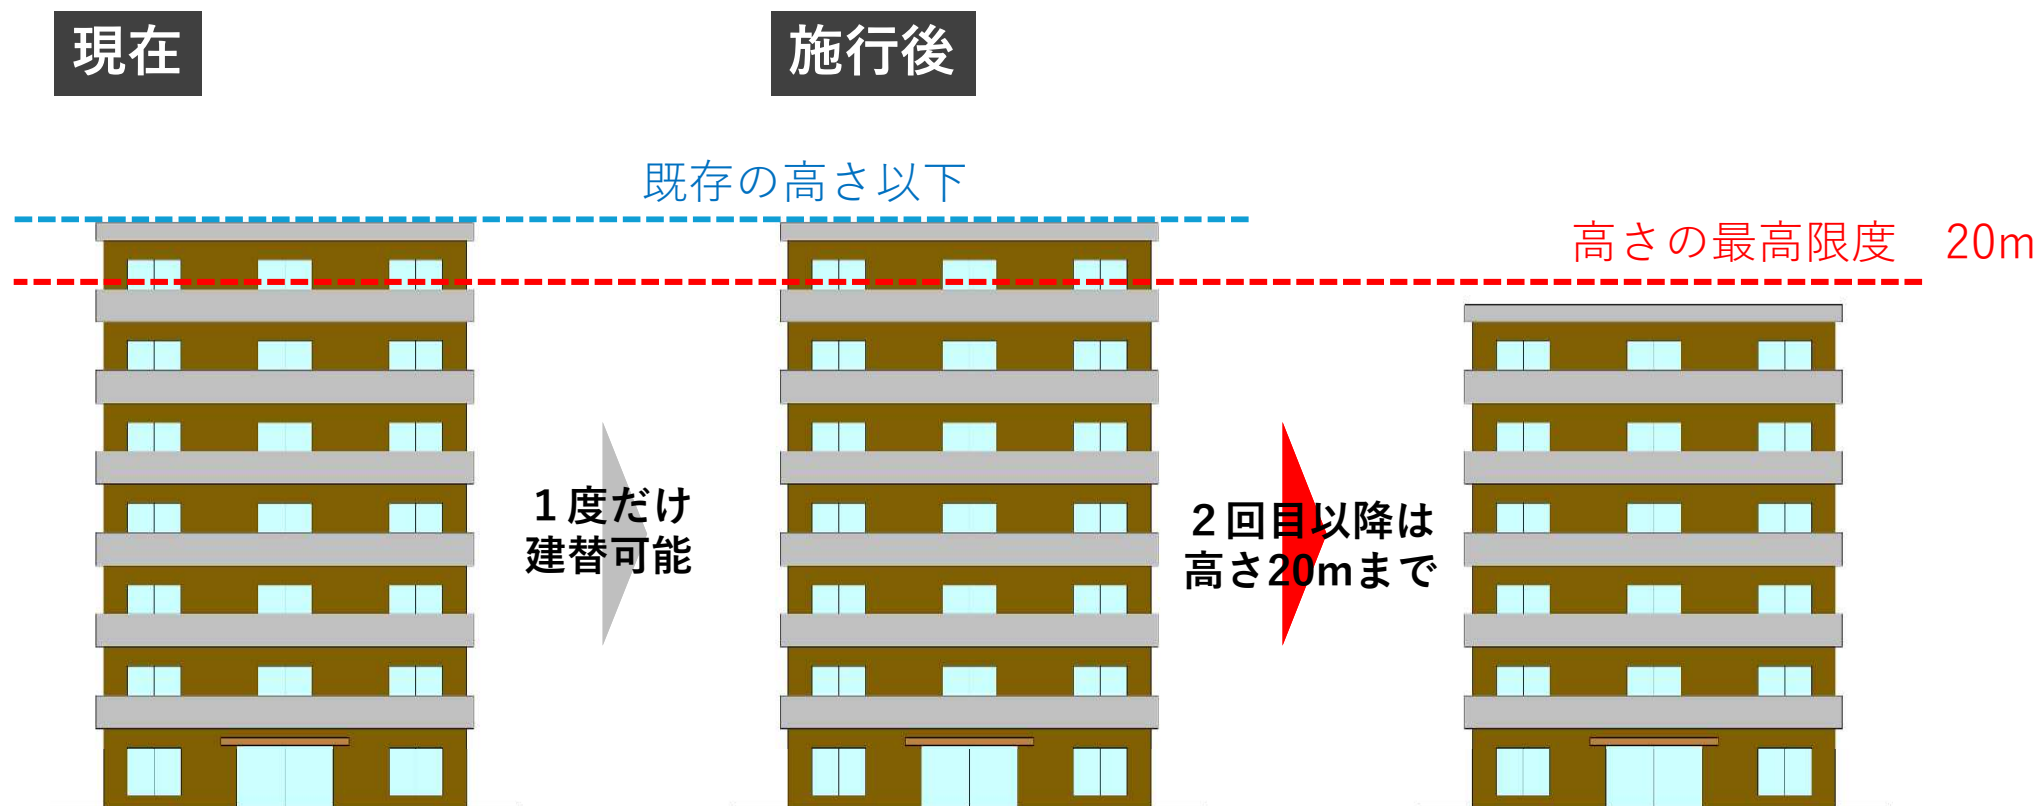 現在
施行後
既存の高さ以下
高さの最高限度　20m
１度だけ
建替可能
２回目以降は
高さ20mまで